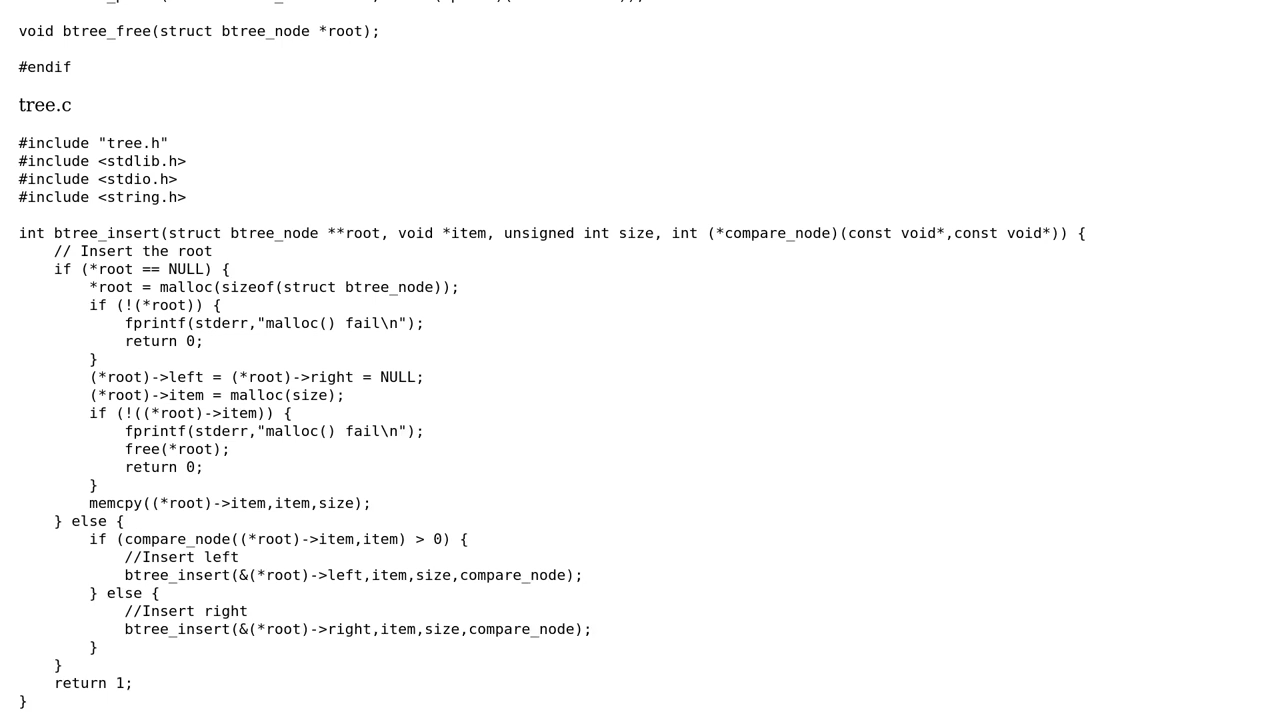 void btree_free(struct btree_node *root);

#endif

tree.c

#include "tree.h"
#include <stdlib.h>
#include <stdio.h>
#include <string.h>

int btree_insert(struct btree_node **root, void *item, unsigned int size, int (*compare_node)(const void*,const void*)) {
    // Insert the root
    if (*root == NULL) {
        *root = malloc(sizeof(struct btree_node));
        if (!(*root)) {
            fprintf(stderr,"malloc() fail\n");
            return 0;
        }
        (*root)->left = (*root)->right = NULL;
        (*root)->item = malloc(size);
        if (!((*root)->item)) {
            fprintf(stderr,"malloc() fail\n");
            free(*root);
            return 0;
        }
        memcpy((*root)->item,item,size);
    } else {
        if (compare_node((*root)->item,item) > 0) {
            //Insert left
            btree_insert(&(*root)->left,item,size,compare_node);
        } else {
            //Insert right
            btree_insert(&(*root)->right,item,size,compare_node);
        }
    }
    return 1;
}